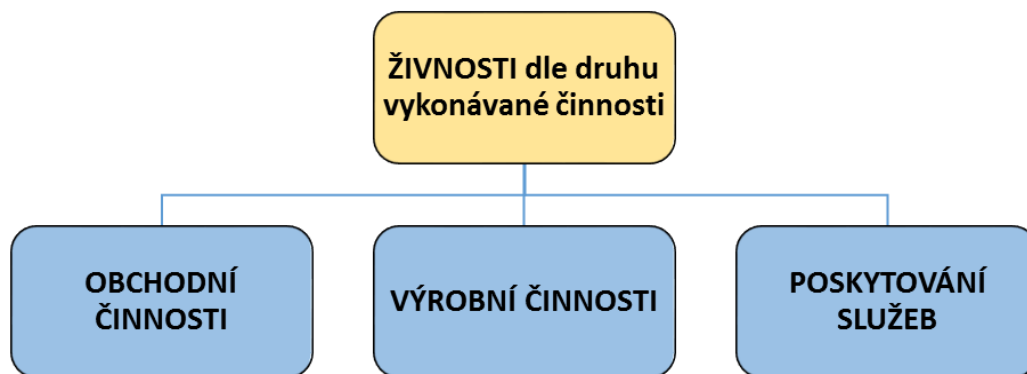 ŽIVNOSTI dle druhu
vykonávané činnosti
OBCHODNÍ
ČINNOSTI
VÝROBNÍ ČINNOSTI
POSKYTOVÁNÍ
SLUŽEB